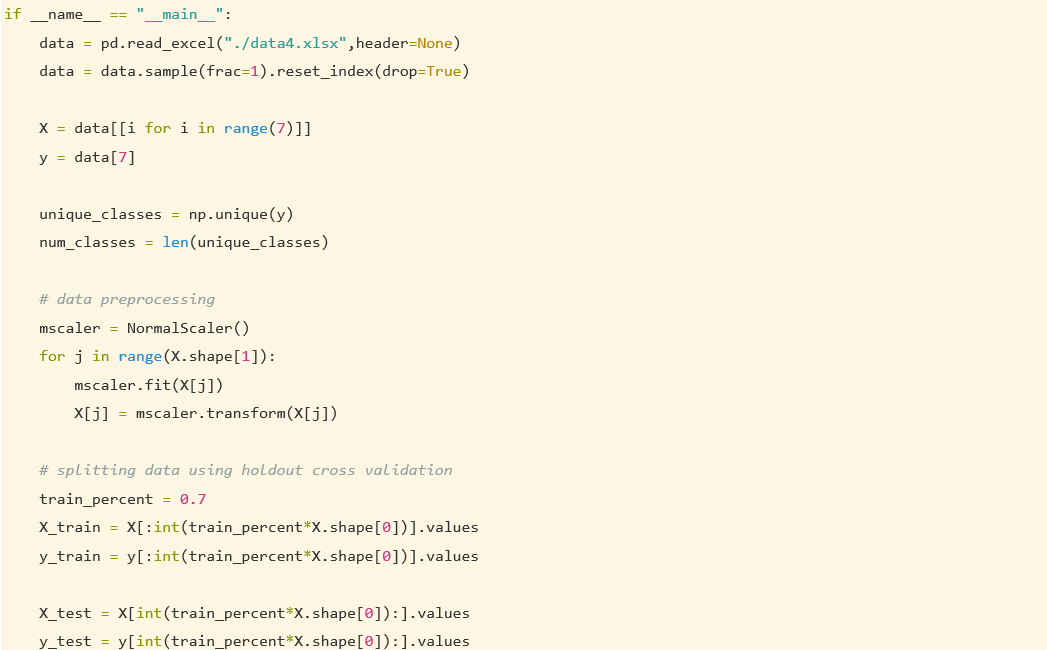 if __name__ == "__main__":
    data = pd.read_excel("./data4.xlsx",header=None)
    data = data.sample(frac=1).reset_index(drop=True)

    X = data[[i for i in range(7)]]
    y = data[7]

    unique_classes = np.unique(y)
    num_classes = len(unique_classes)

    # data preprocessing
    mscaler = NormalScaler()
    for j in range(X.shape[1]):
        mscaler.fit(X[j])
        X[j] = mscaler.transform(X[j])

    # splitting data using holdout cross validation
    train_percent = 0.7
    X_train = X[:int(train_percent*X.shape[0])].values
    y_train = y[:int(train_percent*X.shape[0])].values

    X_test = X[int(train_percent*X.shape[0]):].values
    y_test = y[int(train_percent*X.shape[0]):].values